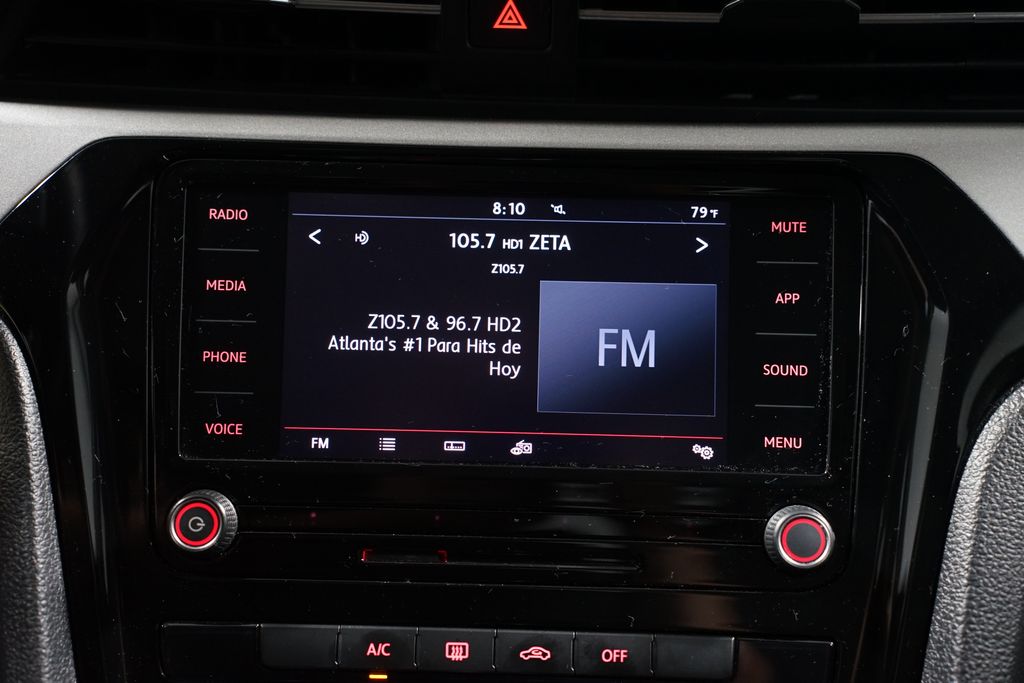 8:10
79°F
RADIO
MEDIA
PHONE
VOICE
< 105.7 HD1 ZETA >
Z105.7
Z105.7 & 96.7 HD2
Atlanta's #1 Para Hits de
Hoy
FM
FM
MUTE
APP
SOUND
MENU
A/C
OFF